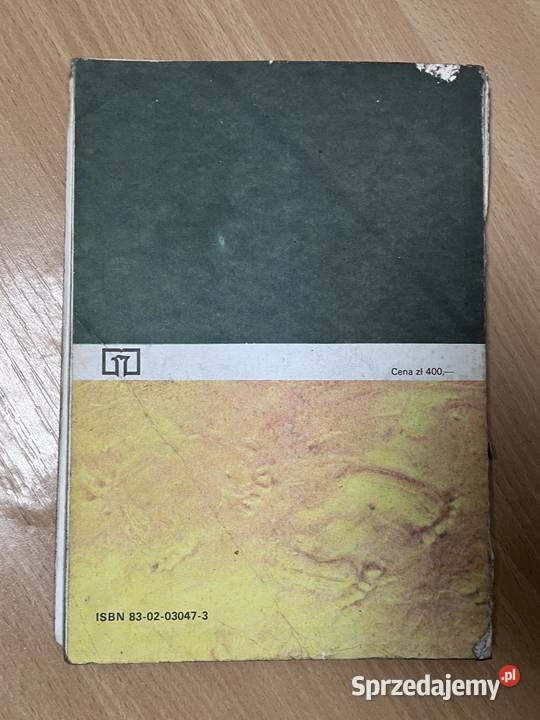 Cena zł 400,—
ISBN 83-02-03047-3
Sprzedajemy.pl